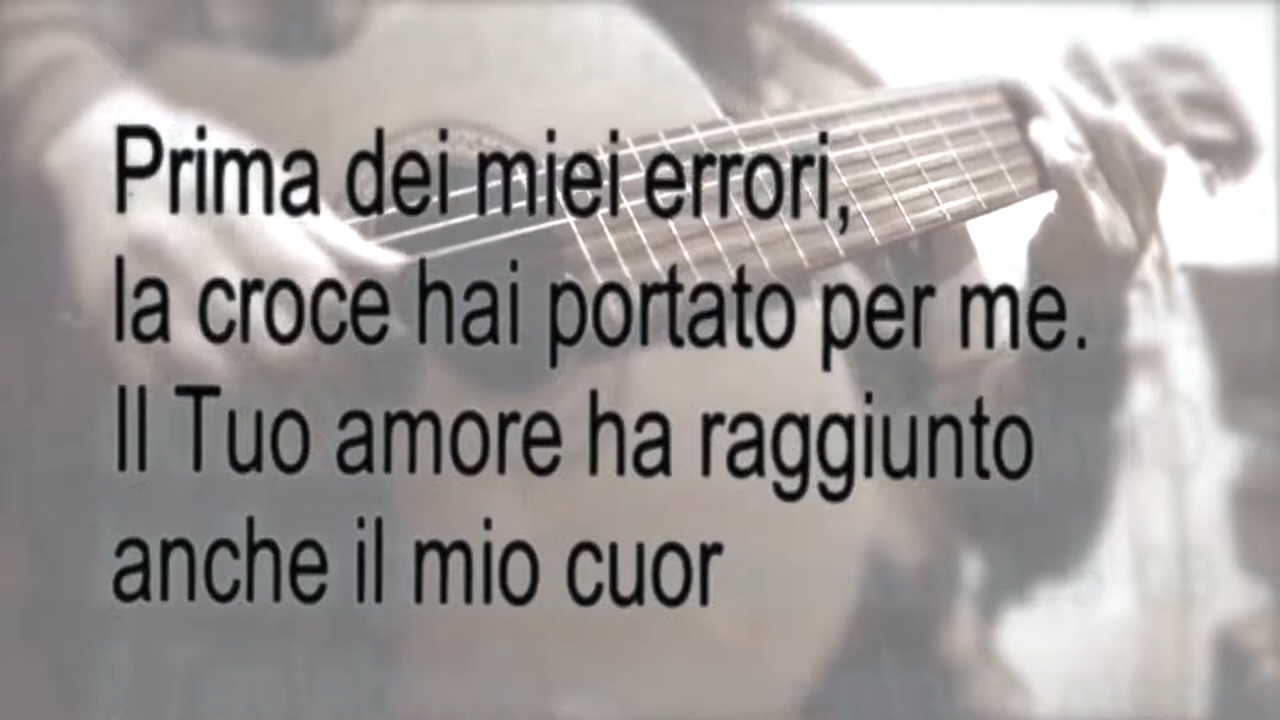 Prima dei miei errori,
la croce hai portato per me.
Il Tuo amore ha raggiunto
anche il mio cuor